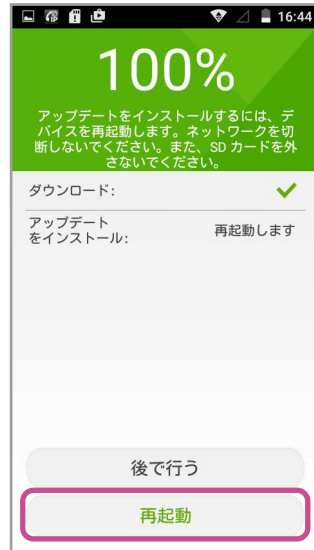 16:44
100%
アップデートをインストールするには、デ
バイスを再起動します。ネットワークを切
断しないでください。また、SD カードを外
さないでください。
ダウンロード:
アップデート
をインストール:
再起動します
後で行う
再起動